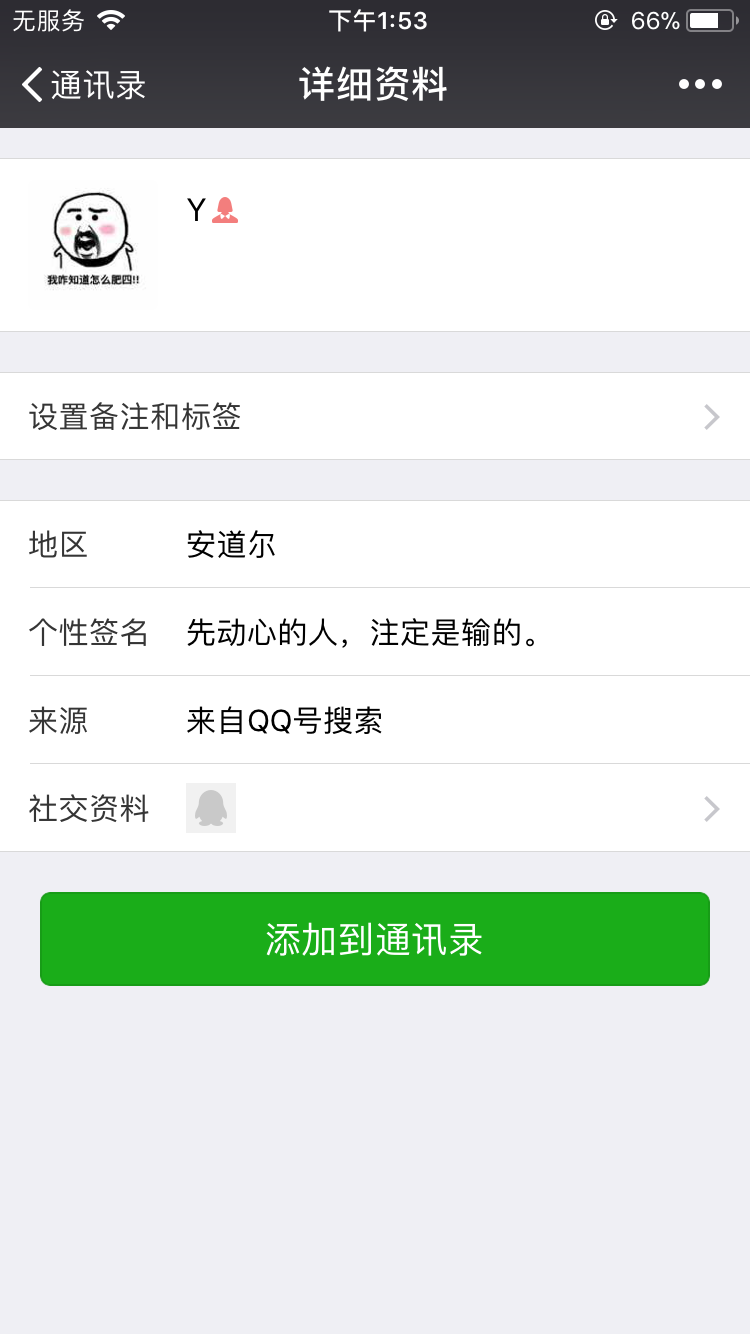 无服务 下午1:53 66%
通讯录 详细资料
Y
我咋知道怎么肥四!!
设置备注和标签
地区 安道尔
个性签名 先动心的人，注定是输的。
来源 来自QQ号搜索
社交资料
添加到通讯录